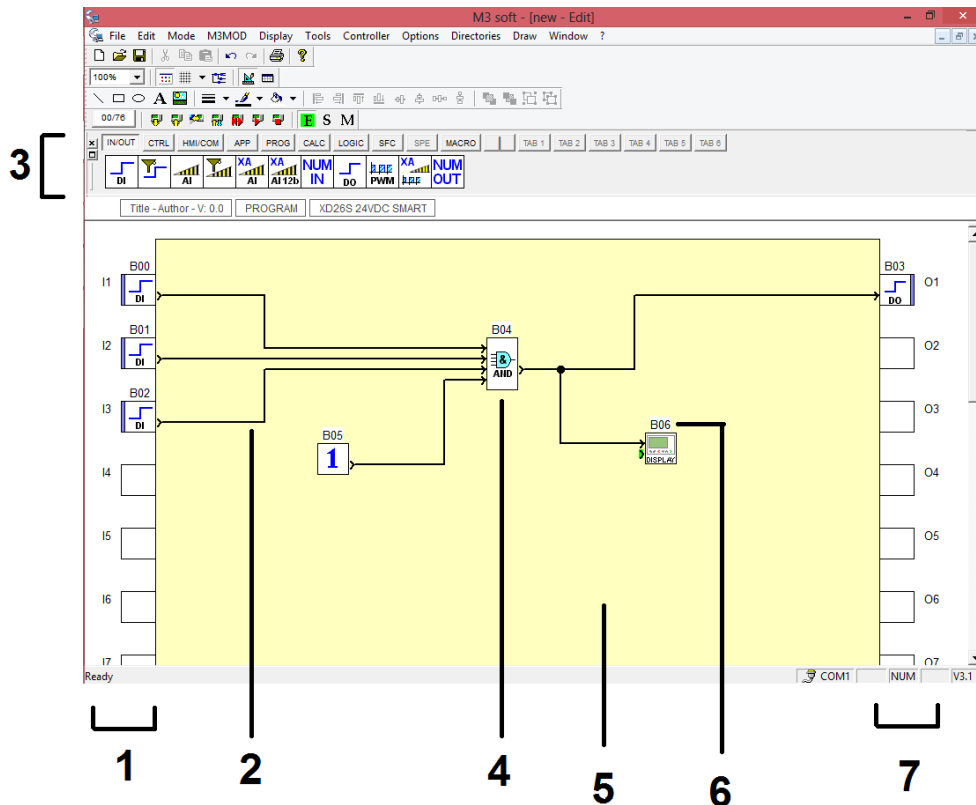 M3 soft - [new - Edit]
File Edit Mode M3MOD Display Tools Controller Options Directories Draw Window ?
100%
A
00/76 E S M
3
IN/OUT CTRL HMI/COM APP PROG CALC LOGIC SFC SPE MACRO TAB 1 TAB 2 TAB 3 TAB 4 TAB 5 TAB 6
DI AI XA AI XA AI 12b NUM IN DO PWM XA NUM OUT
Title - Author - V: 0.0 PROGRAM XD26S 24VDC SMART
B00 B03
I1 DI DO O1
B01 B04
I2 DI & AND O2
B02
I3 DI O3
B05 B06
1 DISPLAY
I4 O4
I5 O5
I6 O6
I7 O7
Ready COM1 NUM V3.1
1 2 4 5 6 7